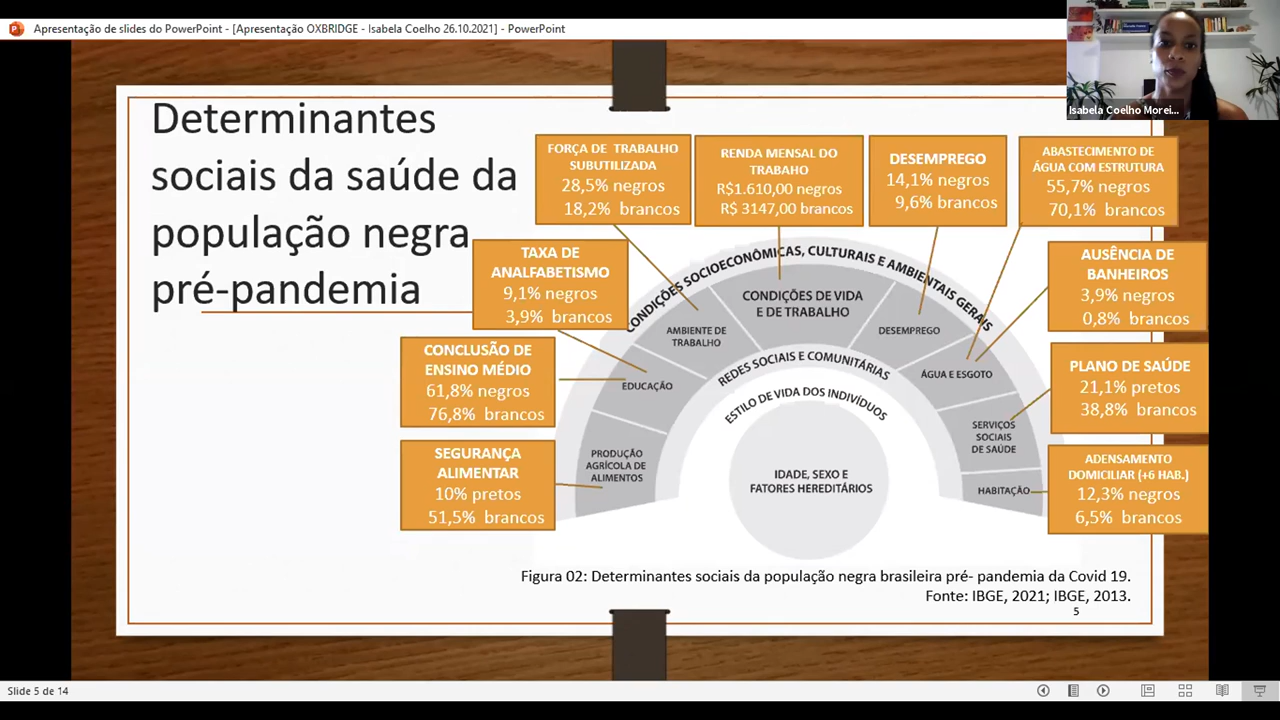 Apresentação de slides do PowerPoint - [Apresentação OXBRIDGE - Isabela Coelho 26.10.2021] - PowerPoint
Isabela Coelho Morei...
Determinantes
sociais da saúde da
população negra
pré-pandemia
FORÇA DE TRABALHO
SUBUTILIZADA
28,5% negros
18,2% brancos
RENDA MENSAL DO
TRABAHO
R$1.610,00 negros
R$ 3147,00 brancos
DESEMPREGO
14,1% negros
9,6% brancos
ABASTECIMENTO DE
ÁGUA COM ESTRUTURA
55,7% negros
70,1% brancos
TAXA DE
ANALFABETISMO
9,1% negros
3,9% brancos
AUSÊNCIA DE
BANHEIROS
3,9% negros
0,8% brancos
CONCLUSÃO DE
ENSINO MÉDIO
61,8% negros
76,8% brancos
PLANO DE SAÚDE
21,1% pretos
38,8% brancos
SEGURANÇA
ALIMENTAR
10% pretos
51,5% brancos
ADENSAMENTO
DOMICILIAR (+6 HAB.)
12,3% negros
6,5% brancos
CONDIÇÕES SOCIOECONÔMICAS, CULTURAIS E AMBIENTAIS GERAIS
CONDIÇÕES DE VIDA
E DE TRABALHO
AMBIENTE DE
TRABALHO
DESEMPREGO
EDUCAÇÃO
ÁGUA E ESGOTO
PRODUÇÃO
AGRÍCOLA DE
ALIMENTOS
SERVIÇOS
SOCIAIS
DE SAÚDE
HABITAÇÃO
REDES SOCIAIS E COMUNITÁRIAS
ESTILO DE VIDA DOS INDIVÍDUOS
IDADE, SEXO E
FATORES HEREDITÁRIOS
Figura 02: Determinantes sociais da população negra brasileira pré- pandemia da Covid 19.
Fonte: IBGE, 2021; IBGE, 2013.
5
Slide 5 de 14